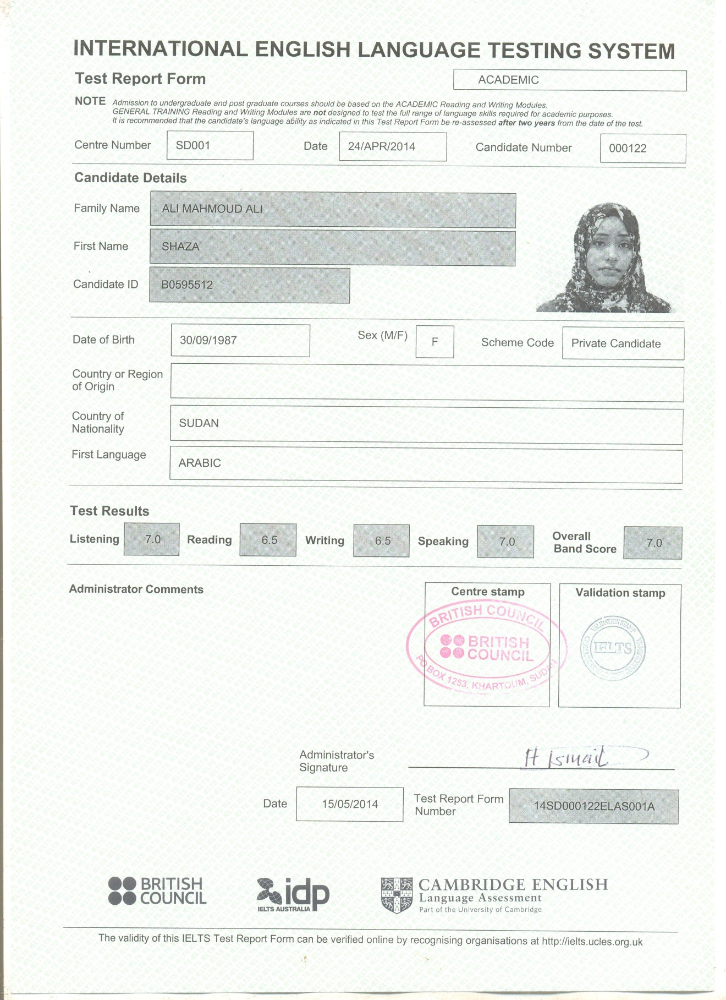 INTERNATIONAL ENGLISH LANGUAGE TESTING SYSTEM
Test Report Form
ACADEMIC
NOTE Admission to undergraduate and post graduate courses should be based on the ACADEMIC Reading and Writing Modules.
GENERAL TRAINING Reading and Writing Modules are not designed to test the full range of language skills required for academic purposes.
It is recommended that the candidate's language ability as indicated in this Test Report Form be re-assessed after two years from the date of the test.
Centre Number SD001 Date 24/APR/2014 Candidate Number 000122
Candidate Details
Family Name ALI MAHMOUD ALI
First Name SHAZA
Candidate ID B0595512
Date of Birth 30/09/1987 Sex (M/F) F Scheme Code Private Candidate
Country or Region
of Origin
Country of
Nationality
SUDAN
First Language
ARABIC
Test Results
Listening 7.0 Reading 6.5 Writing 6.5 Speaking 7.0 Overall
Band Score 7.0
Administrator Comments
Centre stamp
BRITISH COUNCIL
BRITISH
COUNCIL
PO BOX 1253, KHARTOUM, SUDAN
Validation stamp
VALIDATION STAMP
IELTS
Administrator's
Signature
H Ismail
Date 15/05/2014
Test Report Form
Number
14SD000122ELAS001A
BRITISH
COUNCIL
idp
IELTS AUSTRALIA
CAMBRIDGE ENGLISH
Language Assessment
Part of the University of Cambridge
The validity of this IELTS Test Report Form can be verified online by recognising organisations at http://ielts.ucles.org.uk